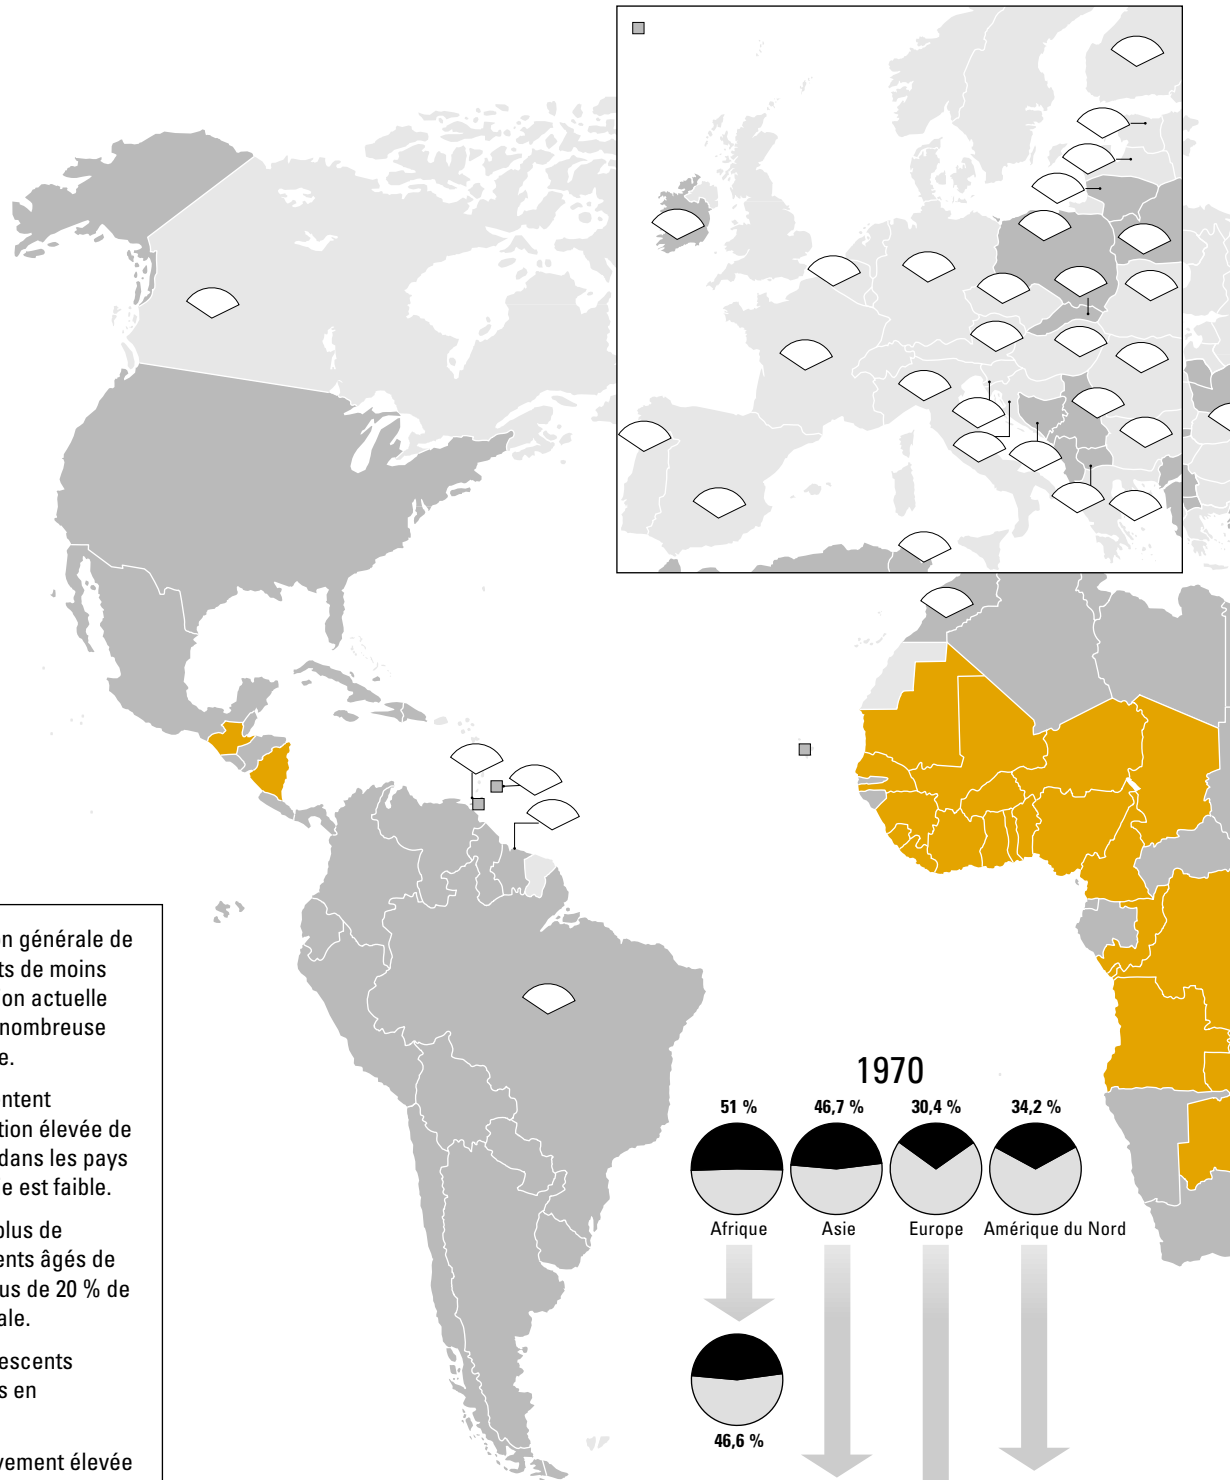 on générale de
ts de moins
ion actuelle
nombreuse
e.
ntent
tion élevée de
dans les pays
e est faible.
plus de
ents âgés de
us de 20 % de
ale.
escents
s en
vement élevée
1970
51 % 46,7 % 30,4 % 34,2 %
Afrique Asie Europe Amérique du Nord
46,6 %